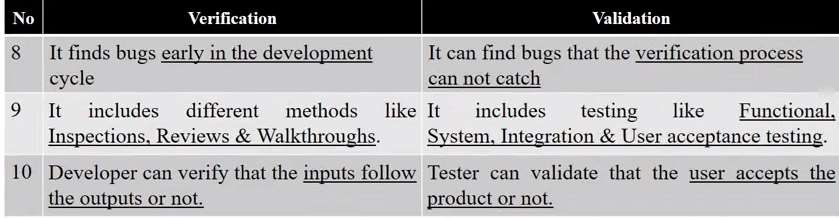 No Verification Validation
8 It finds bugs early in the development It can find bugs that the verification process
cycle can not catch
9 It includes different methods like It includes testing like Functional,
Inspections, Reviews & Walkthroughs. System, Integration & User acceptance testing.
10 Developer can verify that the inputs follow Tester can validate that the user accepts the
the outputs or not. product or not.